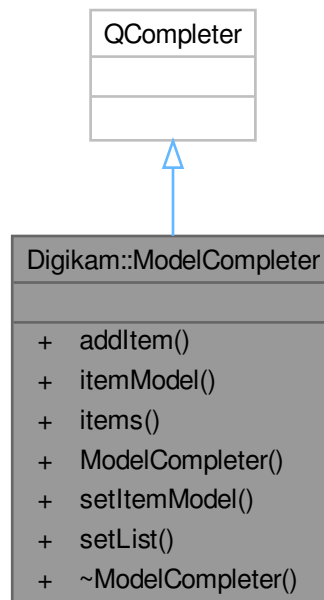 QCompleter
Digikam::ModelCompleter
+ addItem()
+ itemModel()
+ items()
+ ModelCompleter()
+ setItemModel()
+ setList()
+ ~ModelCompleter()